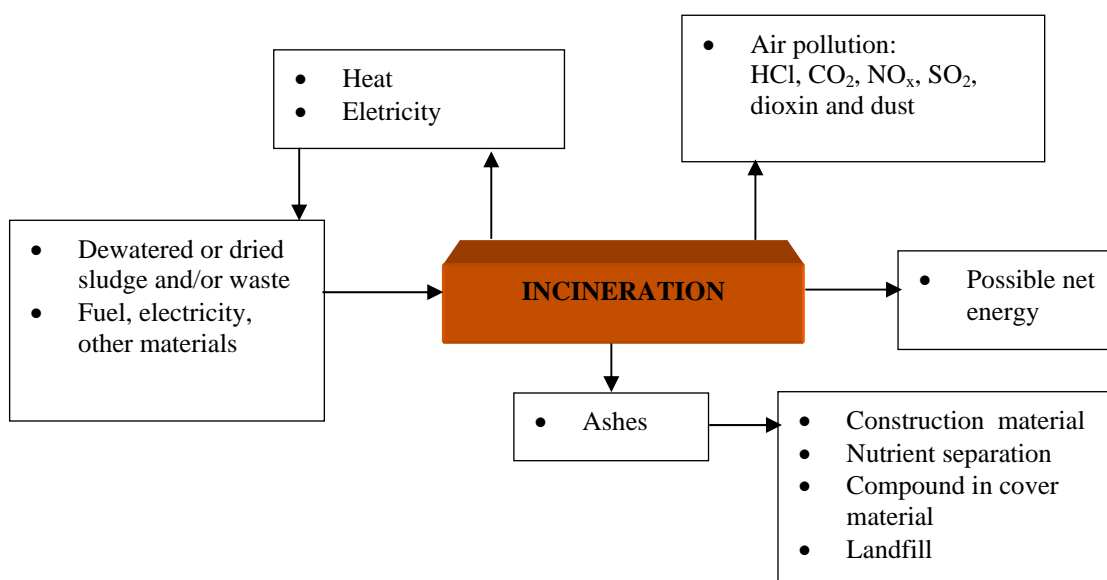 • Heat
• Eletricity
• Air pollution:
HCl, CO₂, NOₓ, SO₂,
dioxin and dust
• Dewatered or dried
sludge and/or waste
• Fuel, electricity,
other materials
INCINERATION
• Possible net
energy
• Ashes
• Construction material
• Nutrient separation
• Compound in cover
material
• Landfill